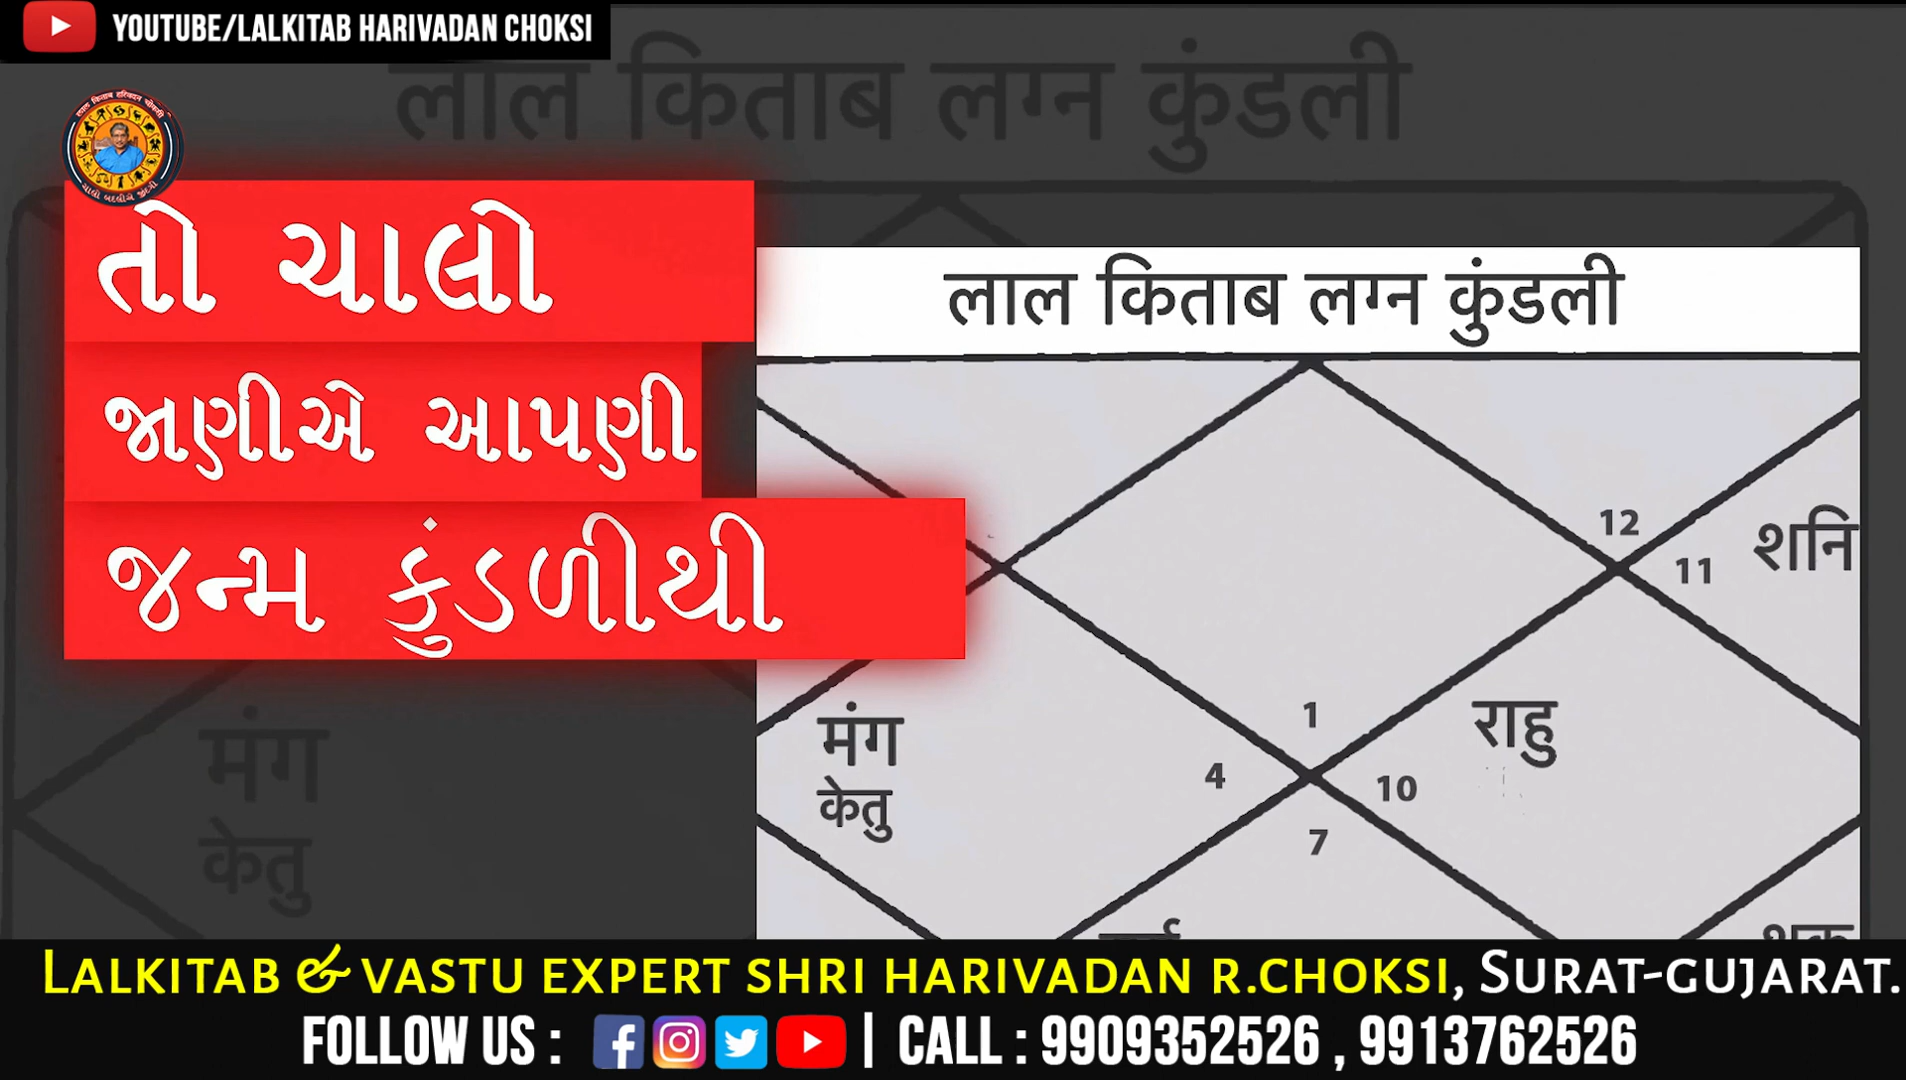 YOUTUBE/LALKITAB HARIVADAN CHOKSI
लाल किताब लग्न कुंडली
તો ચાલો
જાણીએ આપણી
જન્મ કુંડળીથી
लाल किताब लग्न कुंडली
12
11
शनि
1
राहु
मंग
केतु
4
10
7
मंग
केतु
LALKITAB & VASTU EXPERT SHRI HARIVADAN R.CHOKSI, SURAT-GUJARAT.
FOLLOW US : | CALL : 9909352526 , 9913762526